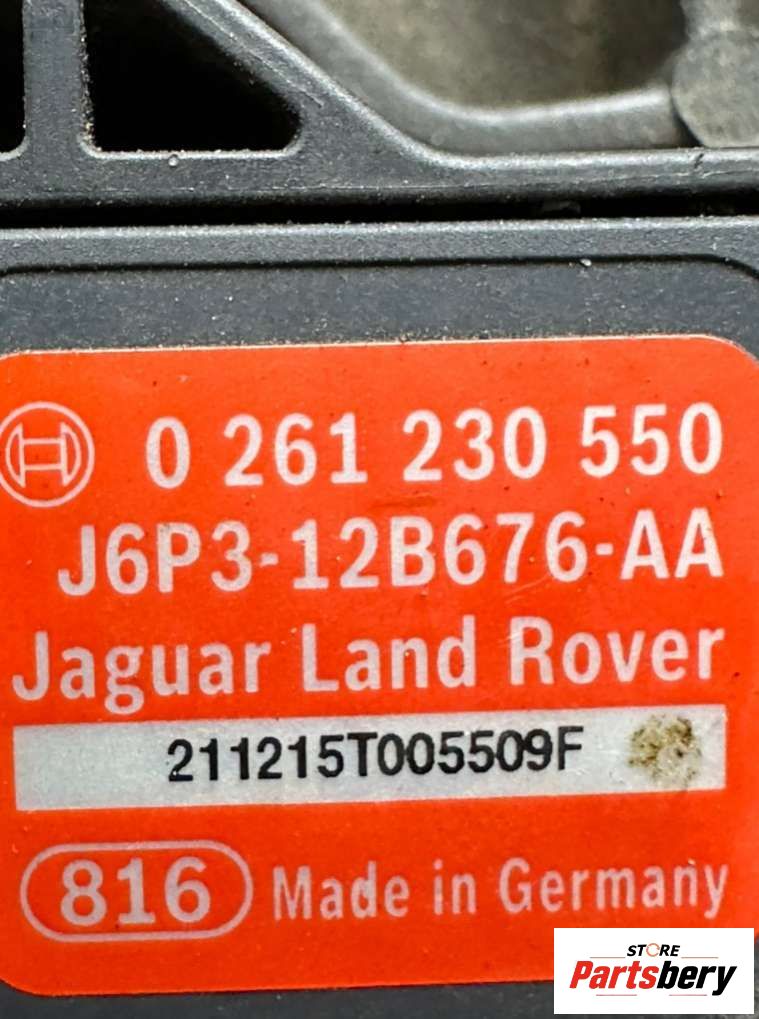 0 261 230 550
J6P3-12B676-AA
Jaguar Land Rover
211215T005509F
816 Made in Germany
STORE
Partsbery